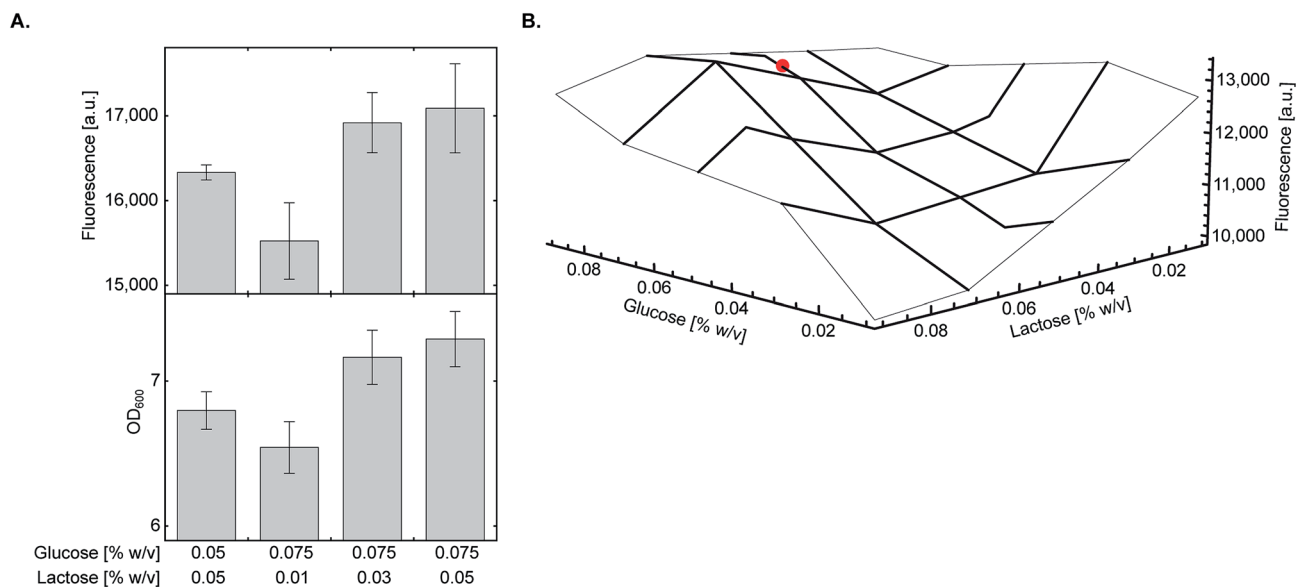 A.
Fluorescence [a.u.]
17,000
16,000
15,000
OD600
7
6
Glucose [% w/v] 0.05 0.075 0.075 0.075
Lactose [% w/v] 0.05 0.01 0.03 0.05
B.
13,000
12,000
11,000
10,000
Fluorescence [a.u.]
0.08 0.06 0.04 0.02
Glucose [% w/v]
0.08 0.06 0.04 0.02
Lactose [% w/v]